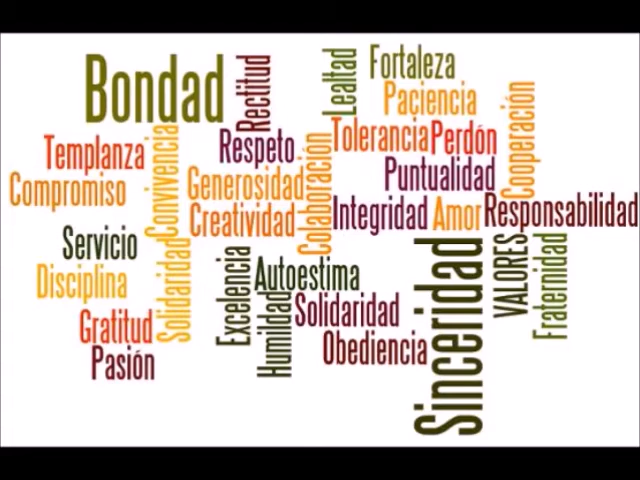 Bondad
Rectitud
Lealtad
Fortaleza
Paciencia
Cooperación
Templanza
Convivencia
Respeto
Colaboración
Tolerancia
Perdón
Compromiso
Generosidad
Puntualidad
Creatividad
Integridad
Amor
Responsabilidad
Servicio
Solidaridad
Excelencia
Autoestima
Sinceridad
VALORES
Fraternidad
Disciplina
Humildad
Solidaridad
Gratitud
Obediencia
Pasión